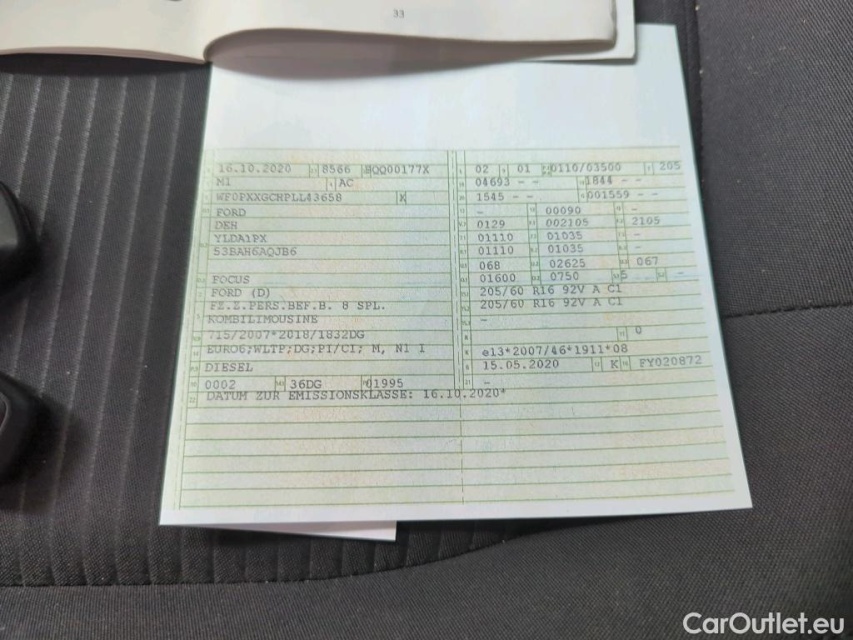 33
16.10.2020 8566 BQQ00177X
M1 AC
WF0PXXGCHPLL43658 X
FORD
DEH
YLDA1PX
53BAH6AQJB6
FOCUS
FORD (D)
FZ.Z.PERS.BEF.B. 8 SPL.
KOMBILIMOUSINE
715/2007*2018/1832DG
EURO6;WLTP;DG;PI/CI; M, N1 I
DIESEL
0002 36DG 01995
DATUM ZUR EMISSIONSKLASSE: 16.10.2020*
02 01 0110/03500 205
04693 - - 1844 - -
1545 - - 001559 - -
- 00090 -
0129 002105 2105
01110 01035 -
01110 01035 -
068 02625 067
01600 0750 5 -
205/60 R16 92V A C1
205/60 R16 92V A C1
-
0
e13*2007/46*1911*08
15.05.2020 K FY020872
-
CarOutlet.eu